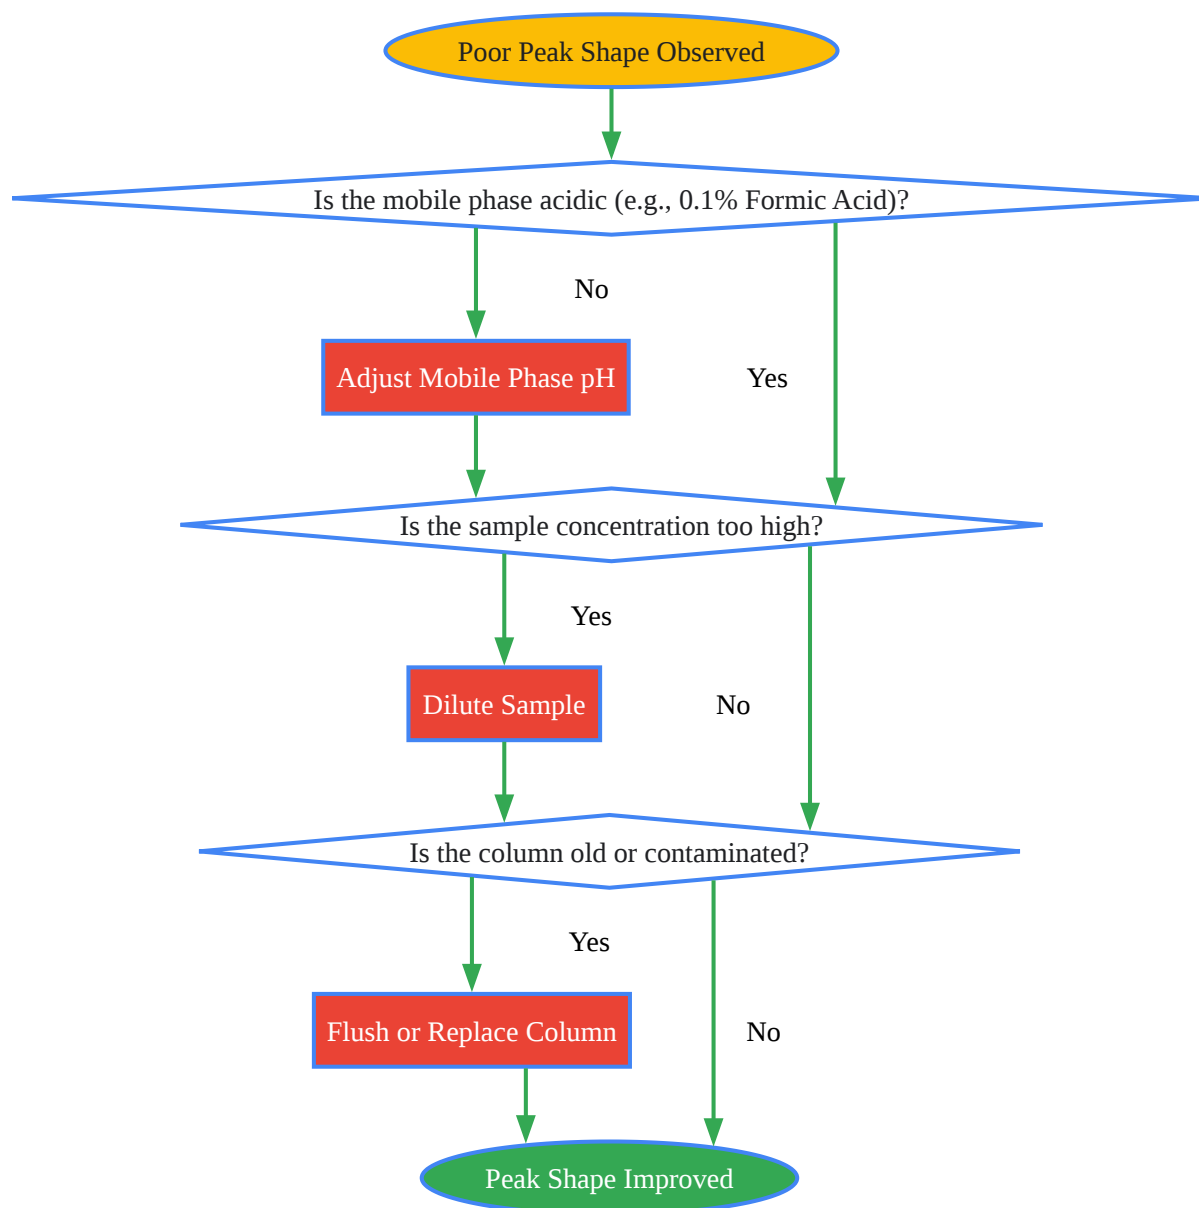 Poor Peak Shape Observed
Is the mobile phase acidic (e.g., 0.1% Formic Acid)?
No
Adjust Mobile Phase pH
Yes
Is the sample concentration too high?
Yes
Dilute Sample
No
Is the column old or contaminated?
Yes
Flush or Replace Column
No
Peak Shape Improved